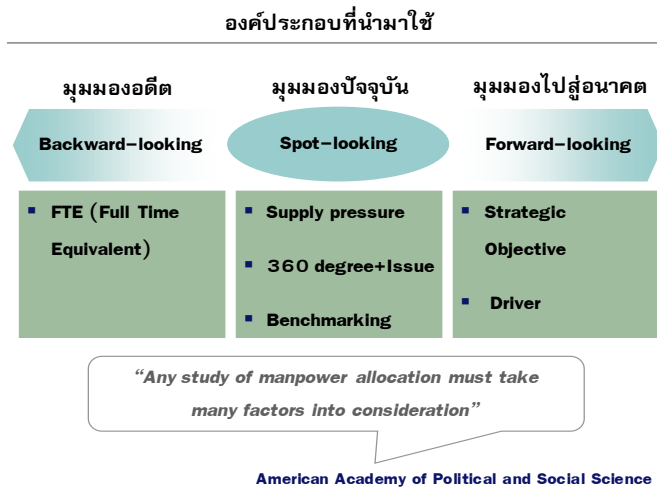 องค์ประกอบที่นำมาใช้
มุมมองอดีต
Backward-looking
FTE (Full Time
Equivalent)
มุมมองปัจจุบัน
Spot-looking
Supply pressure
360 degree+Issue
Benchmarking
มุมมองไปสู่อนาคต
Forward-looking
Strategic
Objective
Driver
“Any study of manpower allocation must take
many factors into consideration”
American Academy of Political and Social Science